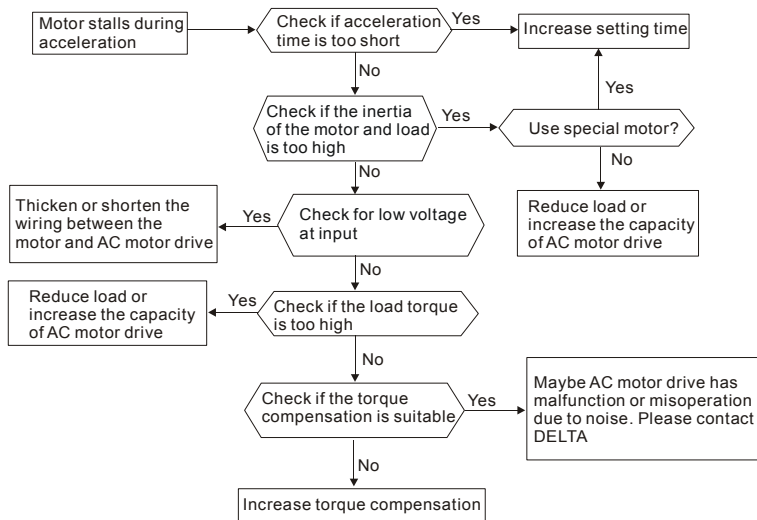 Motor stalls during
acceleration
Check if acceleration
time is too short
Yes
Increase setting time
No
Yes
Check if the inertia
of the motor and load
is too high
Yes
Use special motor?
No
No
Thicken or shorten the
wiring between the
motor and AC motor drive
Yes
Check for low voltage
at input
Reduce load or
increase the capacity
of AC motor drive
No
Reduce load or
increase the capacity
of AC motor drive
Yes
Check if the load torque
is too high
No
Check if the torque
compensation is suitable
Yes
Maybe AC motor drive has
malfunction or misoperation
due to noise. Please contact
DELTA
No
Increase torque compensation